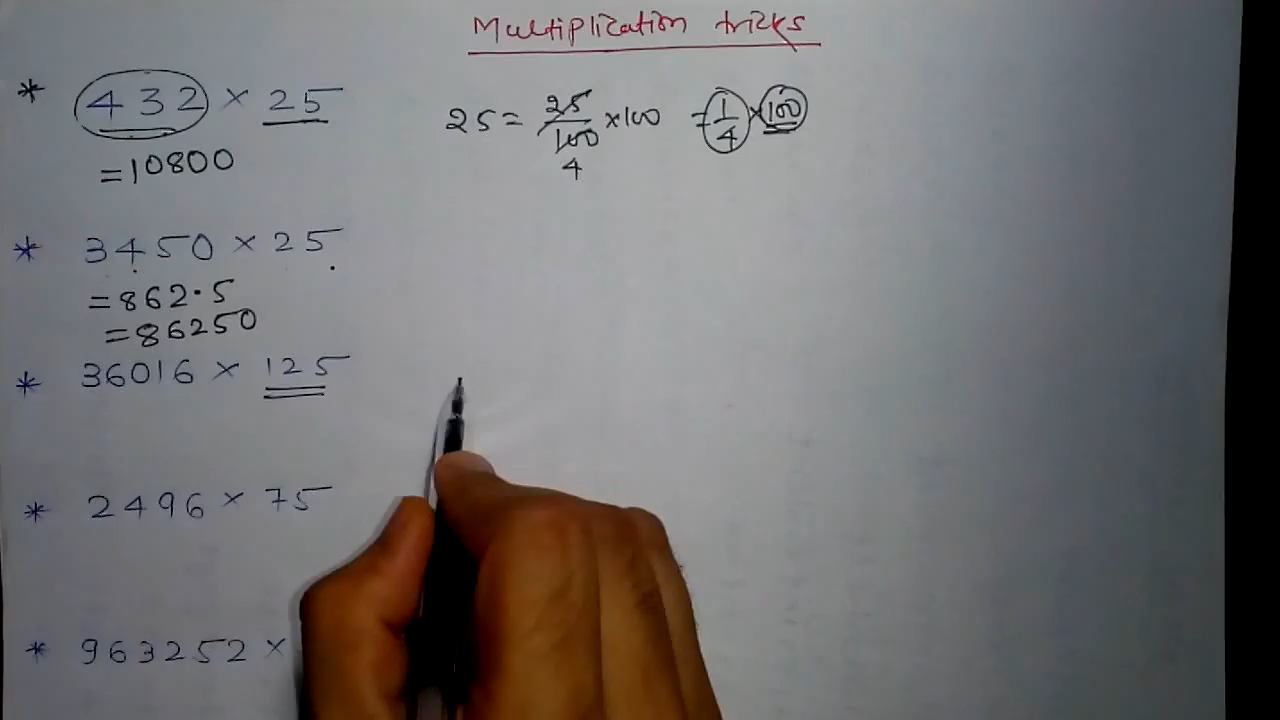 Multiplication tricks
* 432 × 25
25 = 25/100 × 100 = 1/4 × 100
4
= 10800
* 3450 × 25
= 862.5
= 86250
* 36016 × 125
* 2496 × 75
* 963252 ×